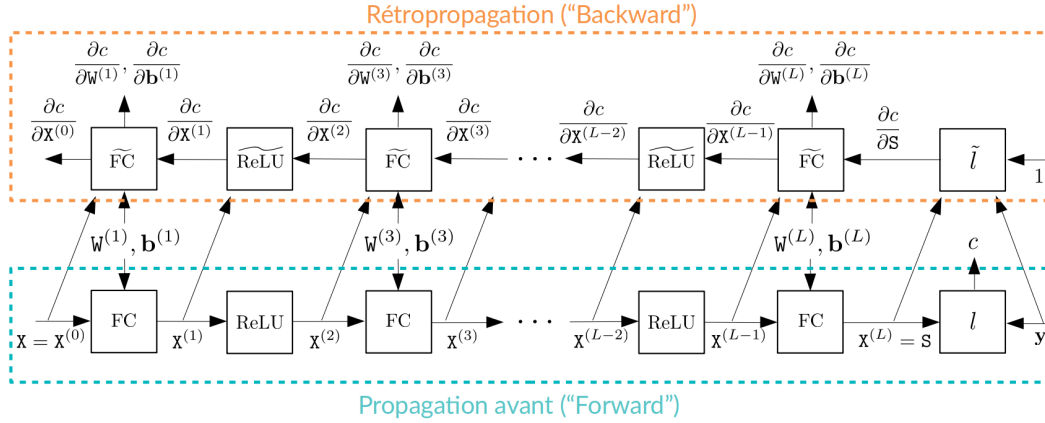 Rétropropagation (“Backward”)
∂c/∂W^(1), ∂c/∂b^(1)
∂c/∂W^(3), ∂c/∂b^(3)
∂c/∂W^(L), ∂c/∂b^(L)
∂c/∂X^(0)
∂c/∂X^(1)
∂c/∂X^(2)
∂c/∂X^(3)
∂c/∂X^(L−2)
∂c/∂X^(L−1)
∂c/∂S
F̃C
R̃eLU
F̃C
···
R̃eLU
F̃C
l̃
1
W^(1), b^(1)
W^(3), b^(3)
W^(L), b^(L)
c
FC
ReLU
FC
···
ReLU
FC
l
X = X^(0)
X^(1)
X^(2)
X^(3)
X^(L−2)
X^(L−1)
X^(L) = S
y
Propagation avant (“Forward”)